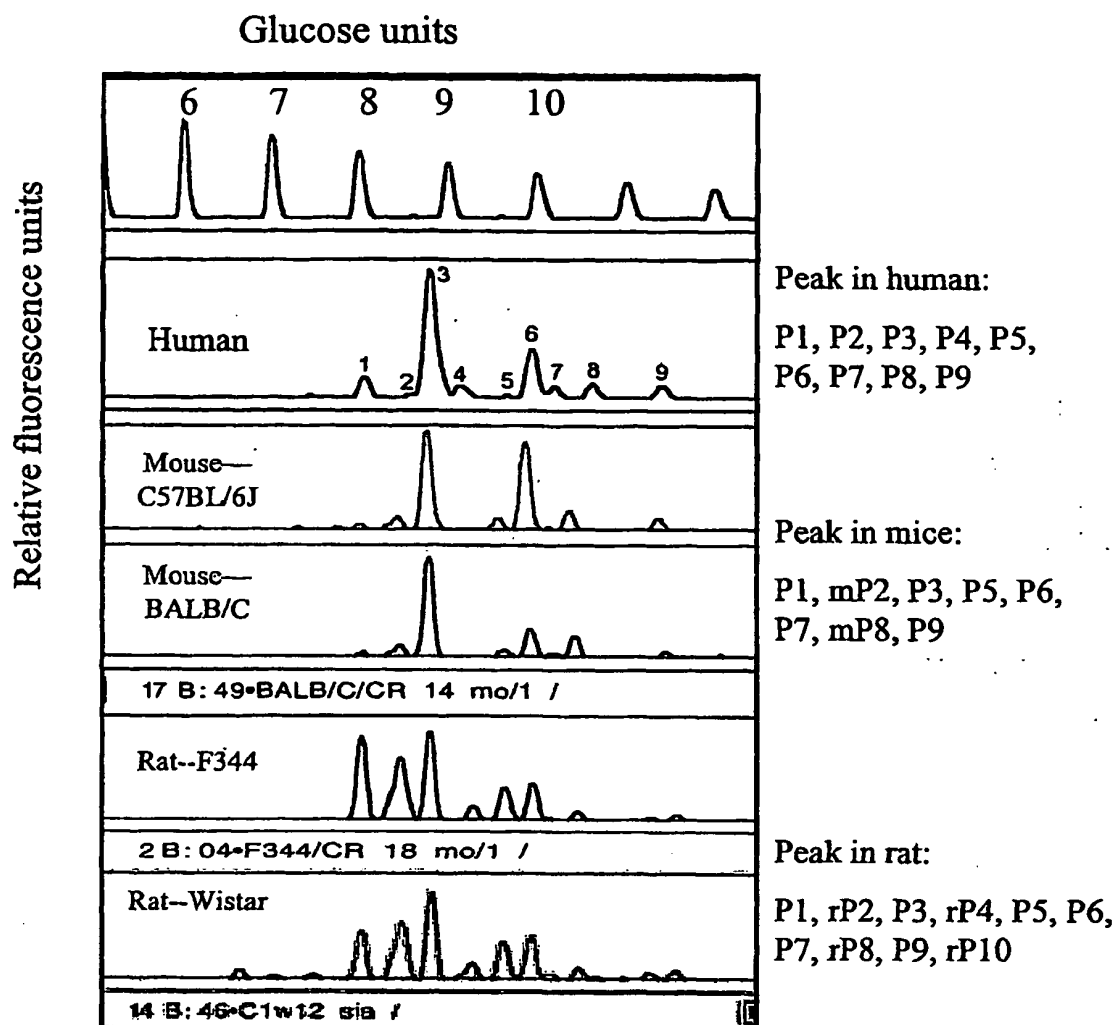 Glucose units
6 7 8 9 10
Relative fluorescence units
Human
1 2 3 4 5 6 7 8 9
Peak in human:
P1, P2, P3, P4, P5,
P6, P7, P8, P9
Mouse—
C57BL/6J
Mouse—
BALB/C
Peak in mice:
P1, mP2, P3, P5, P6,
P7, mP8, P9
17 B: 49•BALB/C/CR 14 mo/1 /
Rat--F344
2 B: 04•F344/CR 18 mo/1 /
Rat--Wistar
Peak in rat:
P1, rP2, P3, rP4, P5, P6,
P7, rP8, P9, rP10
14 B: 46•C1w12 sia /